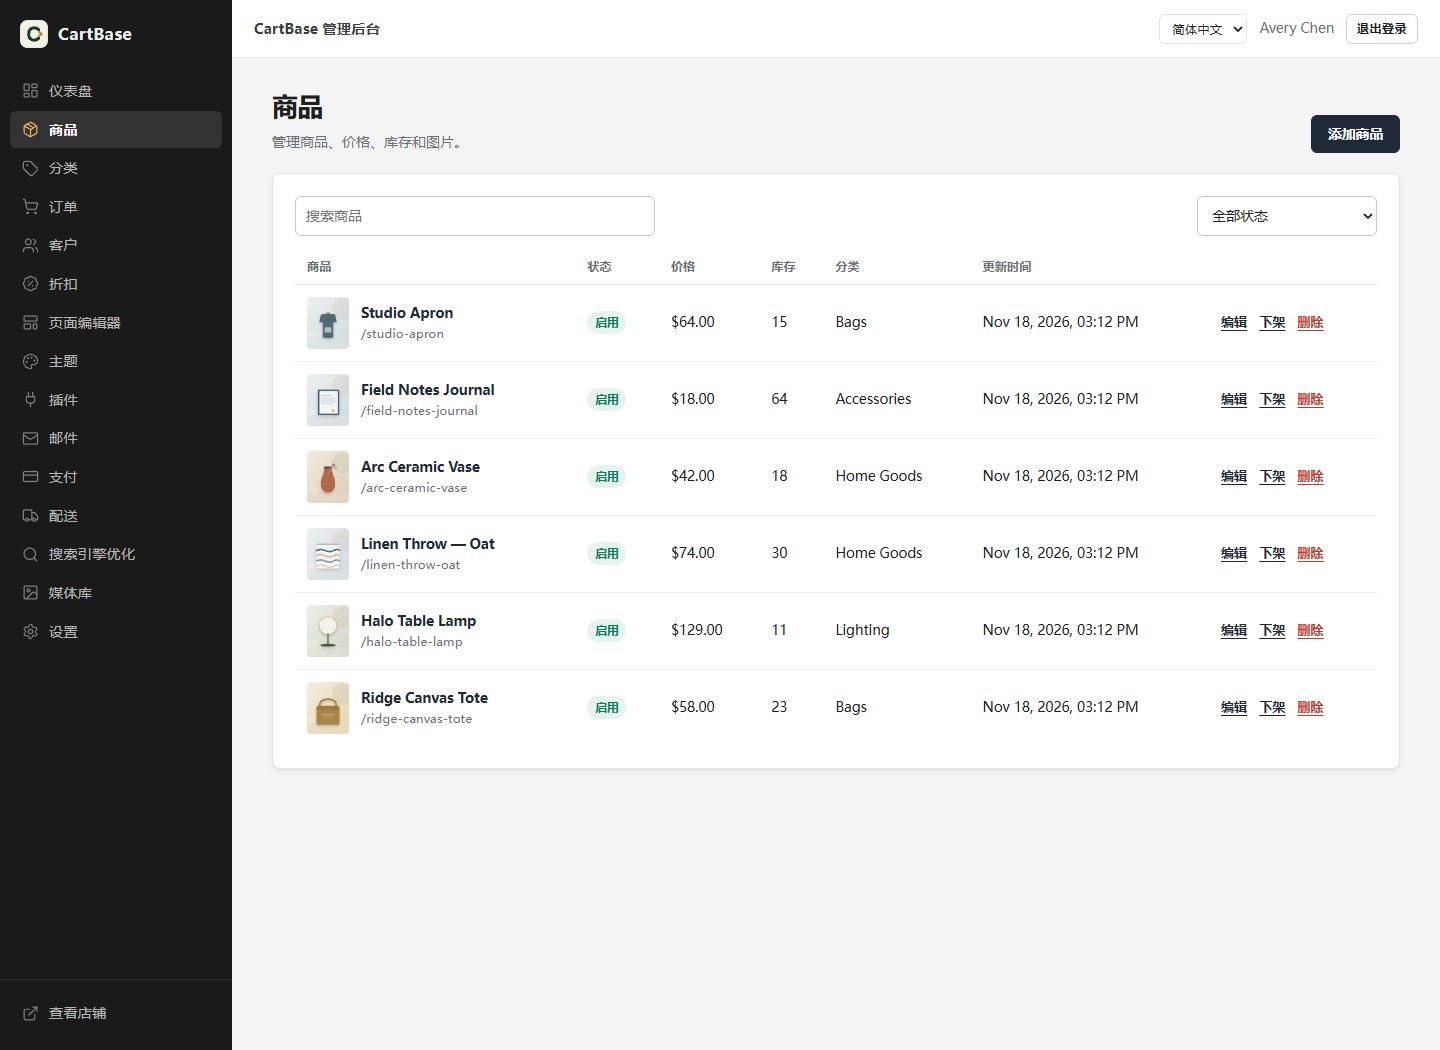 CartBase
仪表盘
商品
分类
订单
客户
折扣
页面编辑器
主题
插件
邮件
支付
配送
搜索引擎优化
媒体库
设置
查看店铺
CartBase 管理后台
简体中文
Avery Chen
退出登录
商品
管理商品、价格、库存和图片。
添加商品
搜索商品
全部状态
商品 状态 价格 库存 分类 更新时间
Studio Apron
/studio-apron
启用 $64.00 15 Bags Nov 18, 2026, 03:12 PM 编辑 下架 删除
Field Notes Journal
/field-notes-journal
启用 $18.00 64 Accessories Nov 18, 2026, 03:12 PM 编辑 下架 删除
Arc Ceramic Vase
/arc-ceramic-vase
启用 $42.00 18 Home Goods Nov 18, 2026, 03:12 PM 编辑 下架 删除
Linen Throw — Oat
/linen-throw-oat
启用 $74.00 30 Home Goods Nov 18, 2026, 03:12 PM 编辑 下架 删除
Halo Table Lamp
/halo-table-lamp
启用 $129.00 11 Lighting Nov 18, 2026, 03:12 PM 编辑 下架 删除
Ridge Canvas Tote
/ridge-canvas-tote
启用 $58.00 23 Bags Nov 18, 2026, 03:12 PM 编辑 下架 删除